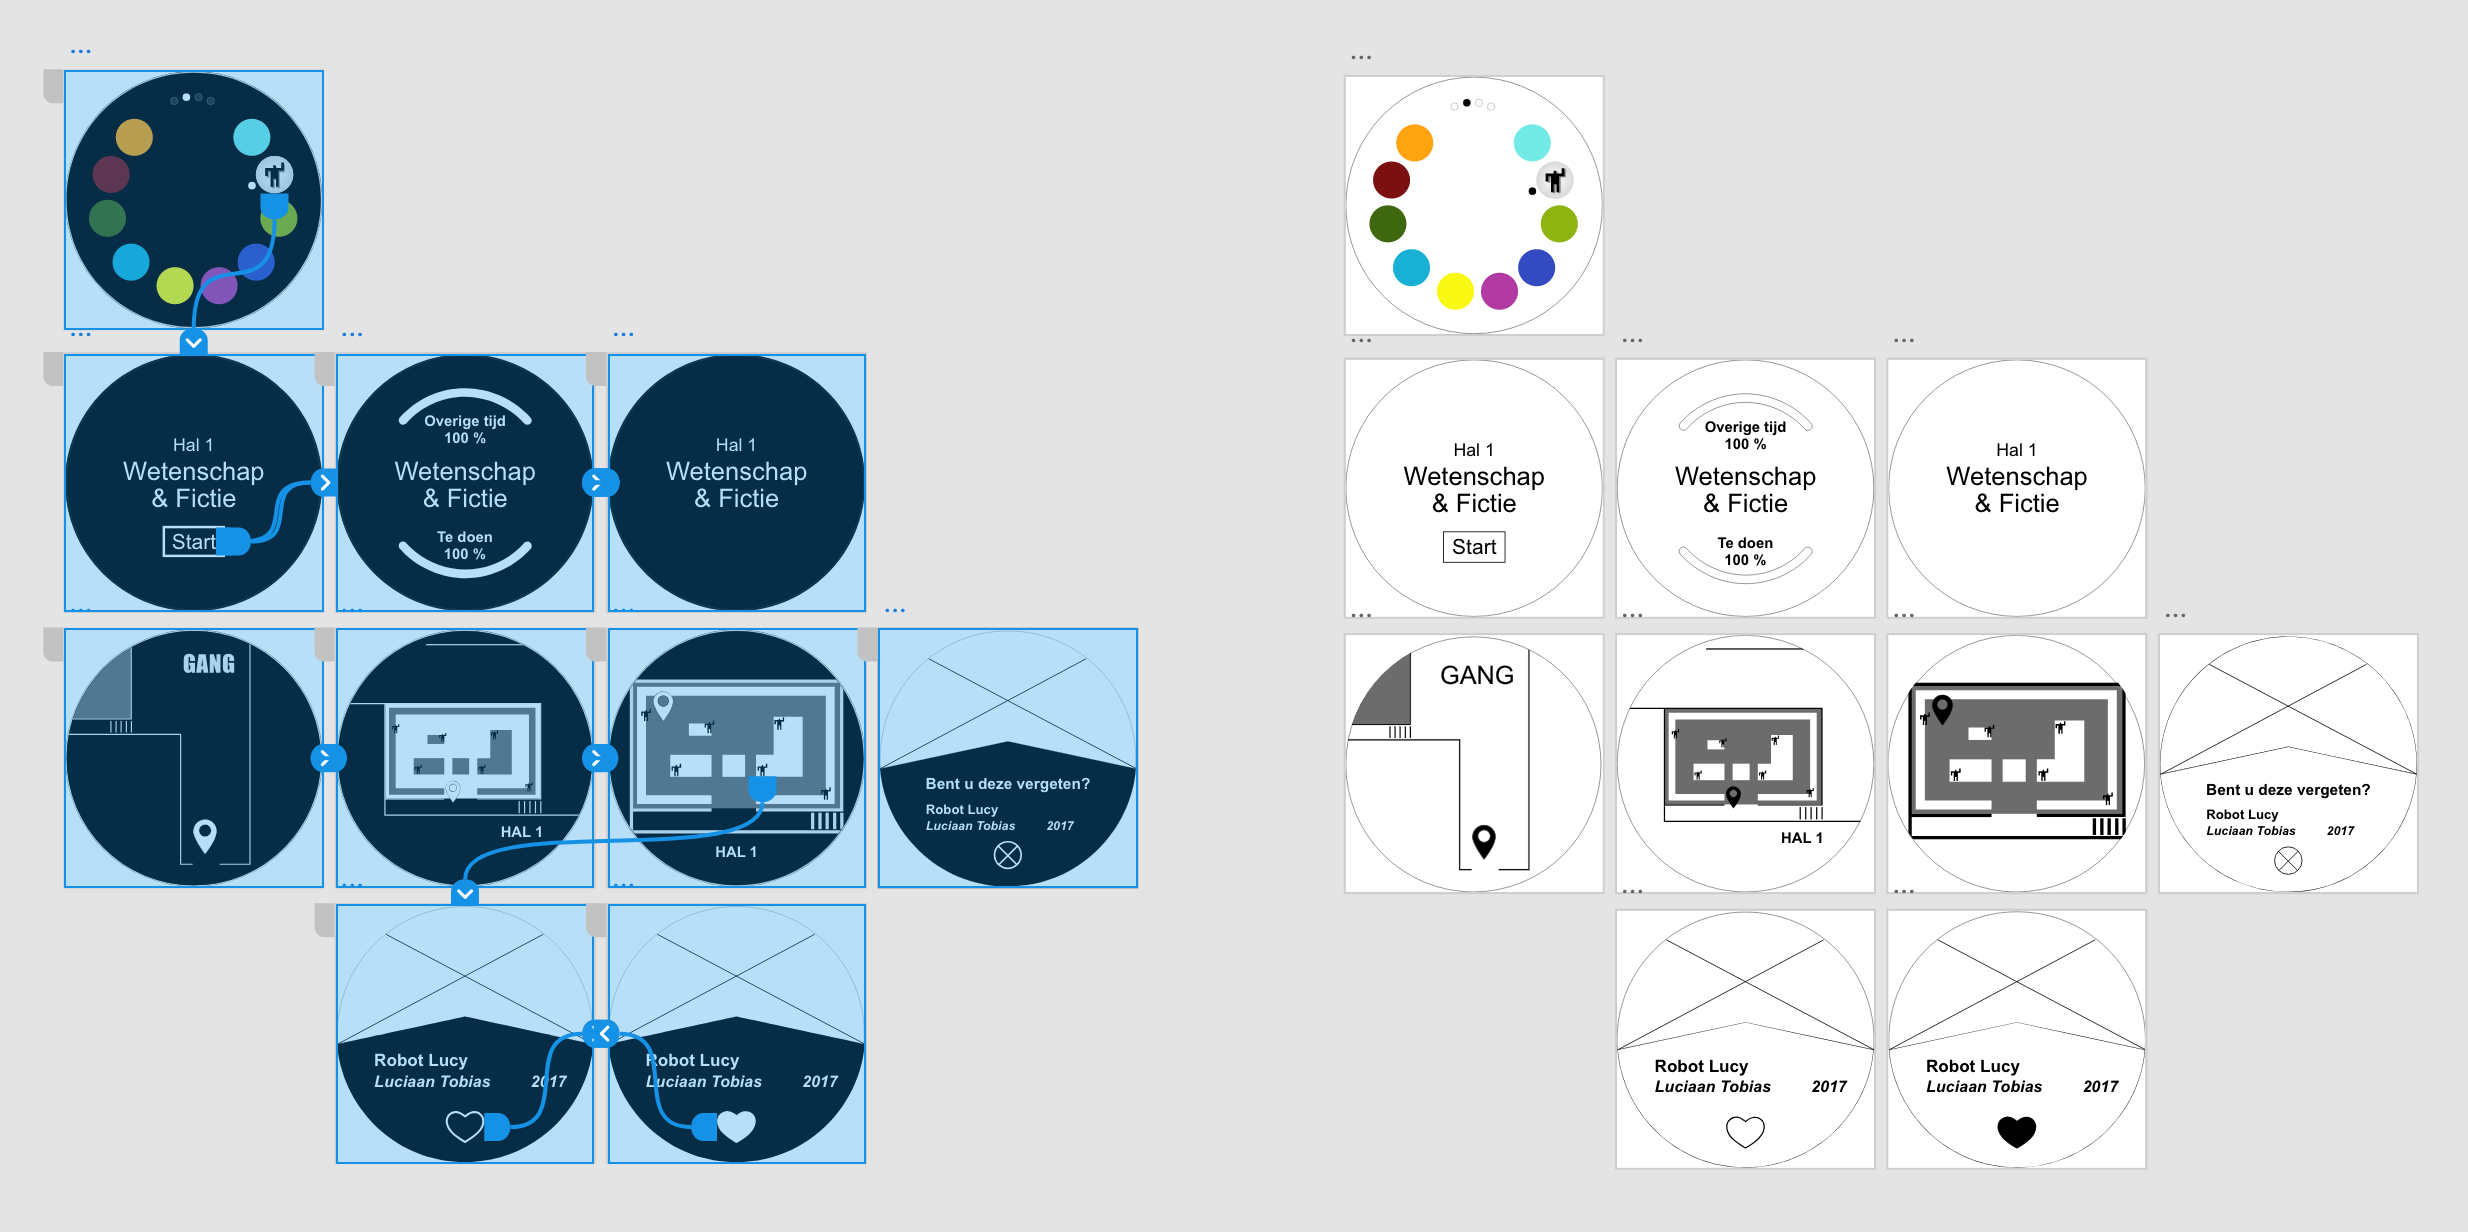 Hal 1
Wetenschap
& Fictie
Start
Overige tijd
100 %
Wetenschap
& Fictie
Te doen
100 %
Hal 1
Wetenschap
& Fictie
GANG
HAL 1
HAL 1
Bent u deze vergeten?
Robot Lucy
Luciaan Tobias 2017
Robot Lucy
Luciaan Tobias 2017
Robot Lucy
Luciaan Tobias 2017
Hal 1
Wetenschap
& Fictie
Start
Overige tijd
100 %
Wetenschap
& Fictie
Te doen
100 %
Hal 1
Wetenschap
& Fictie
GANG
HAL 1
Bent u deze vergeten?
Robot Lucy
Luciaan Tobias 2017
Robot Lucy
Luciaan Tobias 2017
Robot Lucy
Luciaan Tobias 2017